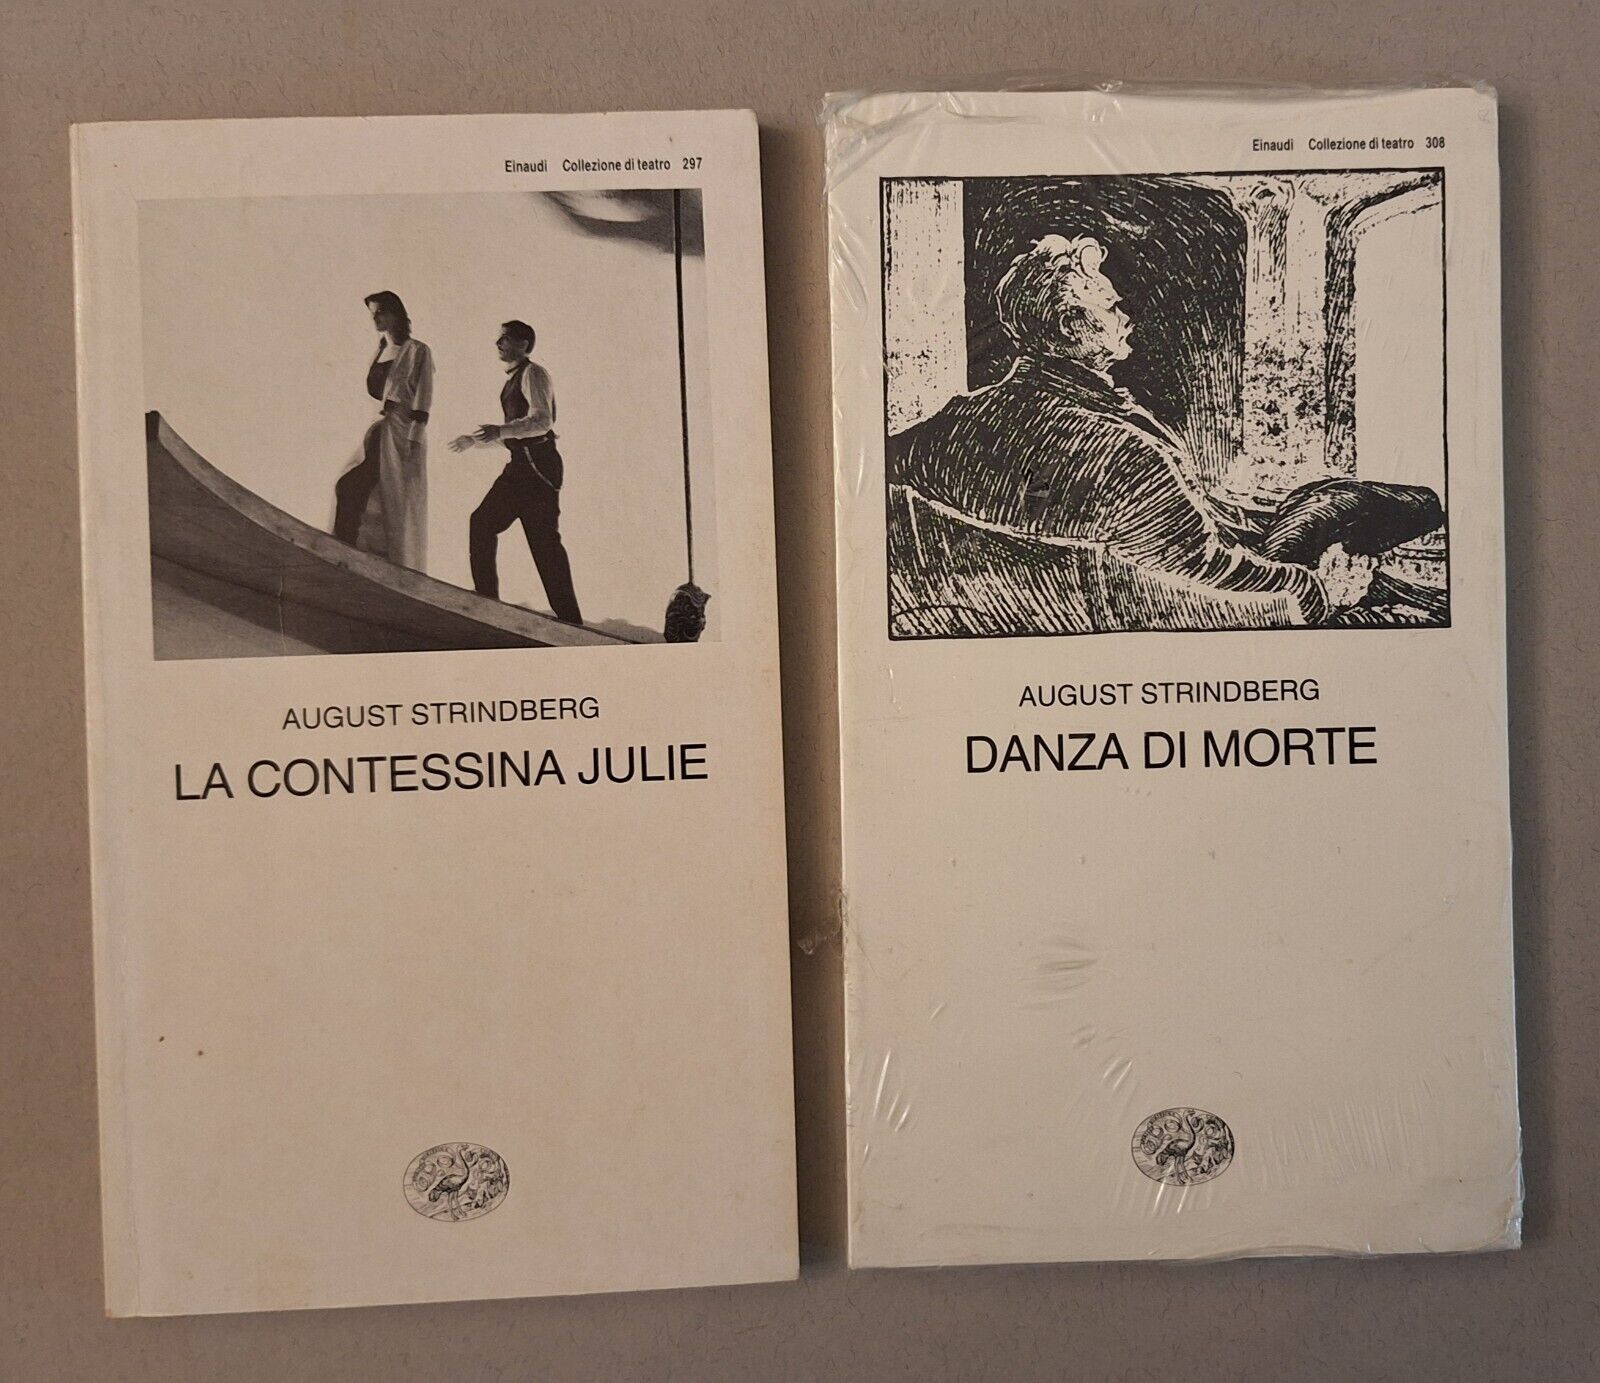 Einaudi Collezione di teatro 297
AUGUST STRINDBERG
LA CONTESSINA JULIE
Einaudi Collezione di teatro 308
AUGUST STRINDBERG
DANZA DI MORTE